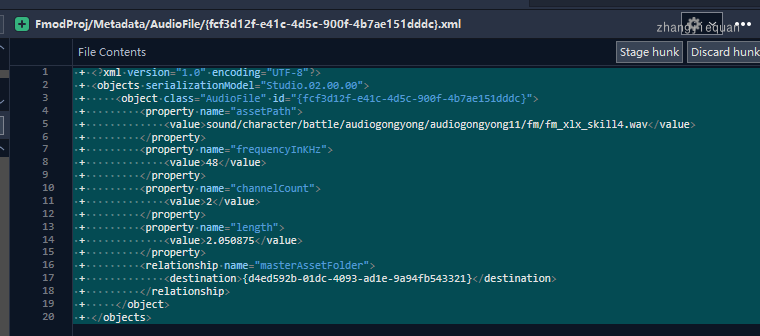 FmodProj/Metadata/AudioFile/{fcf3d12f-e41c-4d5c-900f-4b7ae151dddc}.xml
zhangyiequan
File Contents
Stage hunk
Discard hunk
1 + <?xml version="1.0" encoding="UTF-8"?>
2 + <objects serializationModel="Studio.02.00.00">
3 + <object class="AudioFile" id="{fcf3d12f-e41c-4d5c-900f-4b7ae151dddc}">
4 + <property name="assetPath">
5 + <value>sound/character/battle/audiogongyong/audiogongyong11/fm/fm_xlx_skill4.wav</value>
6 + </property>
7 + <property name="frequencyInKHz">
8 + <value>48</value>
9 + </property>
10 + <property name="channelCount">
11 + <value>2</value>
12 + </property>
13 + <property name="length">
14 + <value>2.050875</value>
15 + </property>
16 + <relationship name="masterAssetFolder">
17 + <destination>{d4ed592b-01dc-4093-ad1e-9a94fb543321}</destination>
18 + </relationship>
19 + </object>
20 + </objects>